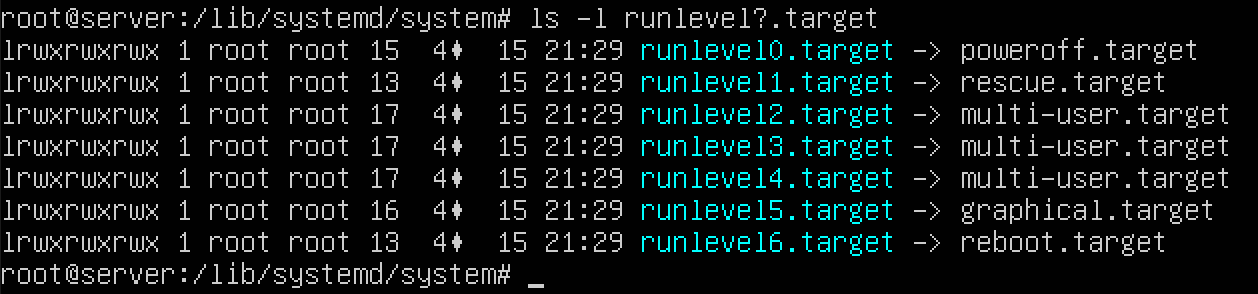 root@server:/lib/systemd/system# ls -l runlevel?.target
lrwxrwxrwx 1 root root 15  4♦  15 21:29 runlevel0.target -> poweroff.target
lrwxrwxrwx 1 root root 13  4♦  15 21:29 runlevel1.target -> rescue.target
lrwxrwxrwx 1 root root 17  4♦  15 21:29 runlevel2.target -> multi-user.target
lrwxrwxrwx 1 root root 17  4♦  15 21:29 runlevel3.target -> multi-user.target
lrwxrwxrwx 1 root root 17  4♦  15 21:29 runlevel4.target -> multi-user.target
lrwxrwxrwx 1 root root 16  4♦  15 21:29 runlevel5.target -> graphical.target
lrwxrwxrwx 1 root root 13  4♦  15 21:29 runlevel6.target -> reboot.target
root@server:/lib/systemd/system# _